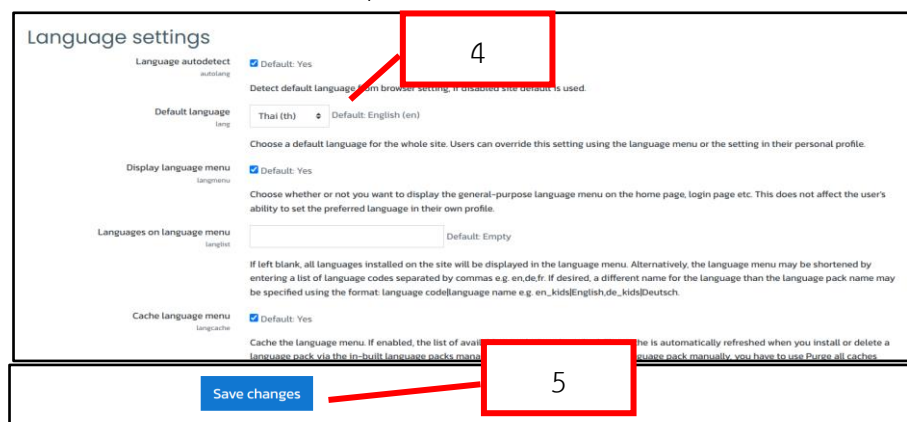 Language settings
4
Language autodetect
autolang
Default: Yes
Detect default language from browser setting, if disabled site default is used.
Default language
lang
Thai (th)
Default: English (en)
Choose a default language for the whole site. Users can override this setting using the language menu or the setting in their personal profile.
Display language menu
langmenu
Default: Yes
Choose whether or not you want to display the general-purpose language menu on the home page, login page etc. This does not affect the user's
ability to set the preferred language in their own profile.
Languages on language menu
langlist
Default: Empty
If left blank, all languages installed on the site will be displayed in the language menu. Alternatively, the language menu may be shortened by
entering a list of language codes separated by commas e.g. en,de,fr. If desired, a different name for the language than the language pack name may
be specified using the format: language code|language name e.g. en_kids|English,de_kids|Deutsch.
Cache language menu
langcache
Default: Yes
Cache the language menu. If enabled, the list of he is automatically refreshed when you install or delete a
language pack via the in-built language packs guage pack manually, you have to use Purge all caches
5
Save changes